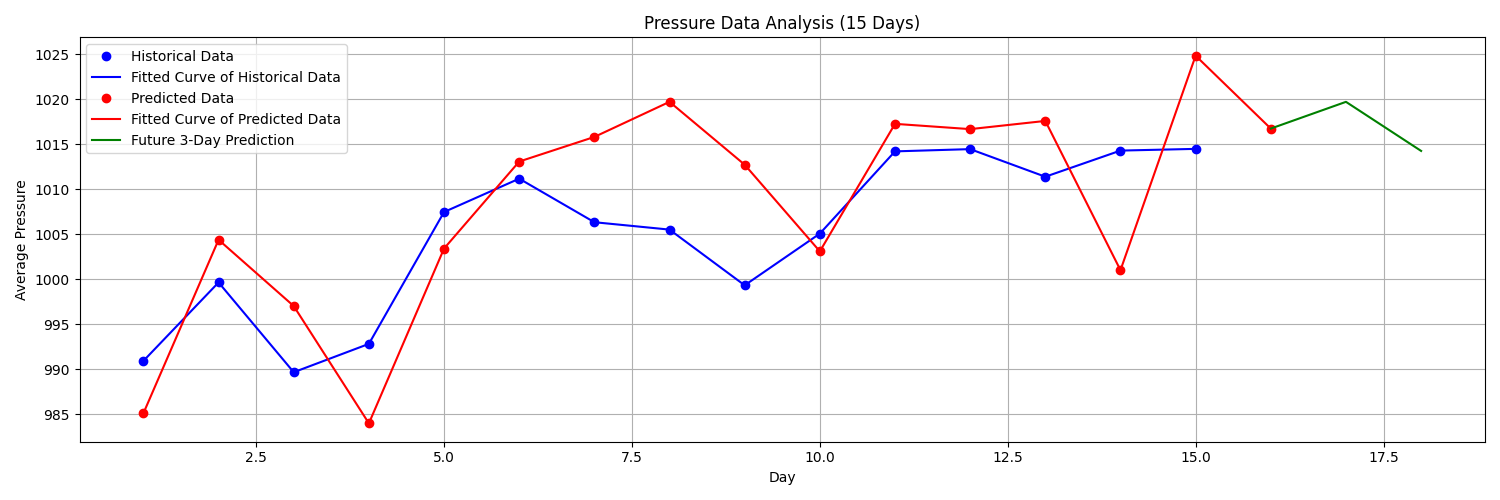 Pressure Data Analysis (15 Days)
Historical Data
Fitted Curve of Historical Data
Predicted Data
Fitted Curve of Predicted Data
Future 3-Day Prediction
Average Pressure
1025
1020
1015
1010
1005
1000
995
990
985
2.5 5.0 7.5 10.0 12.5 15.0 17.5
Day